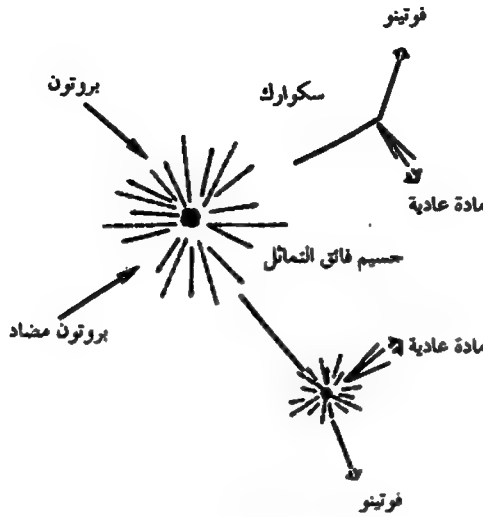 فوتينو
سكوارك
بروتون
مادة عادية
جسيم فائق التماثل
بروتون مضاد
مادة عادية
فوتينو